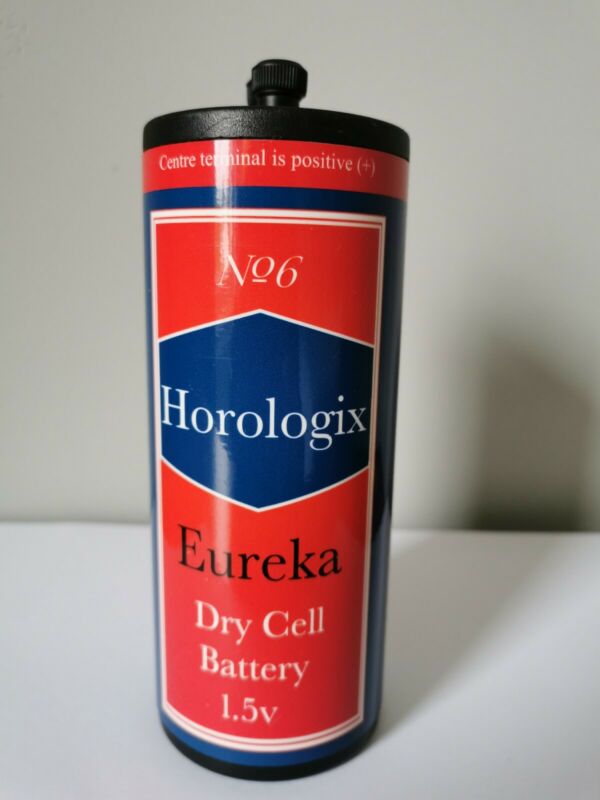 Centre terminal is positive (+)
Nº6
Horologix
Eureka
Dry Cell
Battery
1.5v